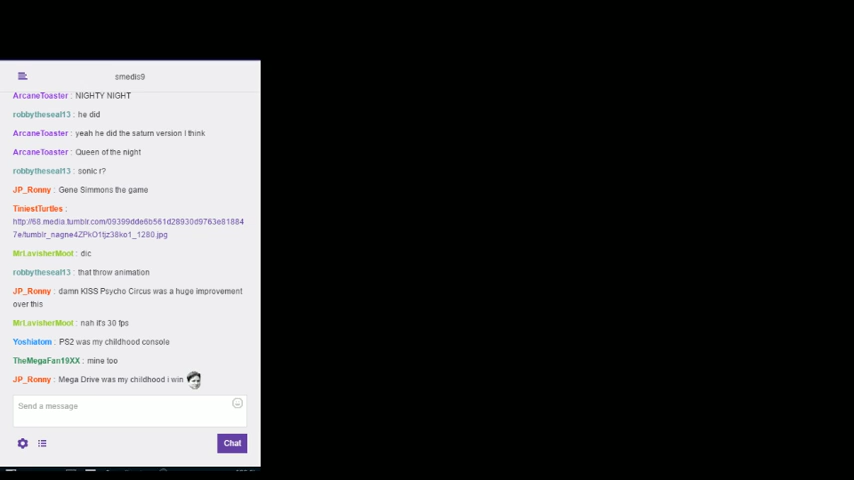 smedis9
ArcaneToaster : NIGHTY NIGHT
robbytheseal13 : he did
ArcaneToaster : yeah he did the saturn version I think
ArcaneToaster : Queen of the night
robbytheseal13 : sonic r?
JP_Ronny : Gene Simmons the game
TiniestTurtles :
http://68.media.tumblr.com/09399dde6b561d28930d9763e81884
7e/tumblr_nagne4ZPkO1tjz38ko1_1280.jpg
MrLavisherMoot : dic
robbytheseal13 : that throw animation
JP_Ronny : damn KISS Psycho Circus was a huge improvement
over this
MrLavisherMoot : nah it's 30 fps
Yoshiatom : PS2 was my childhood console
TheMegaFan19XX : mine too
JP_Ronny : Mega Drive was my childhood i win
Send a message
Chat